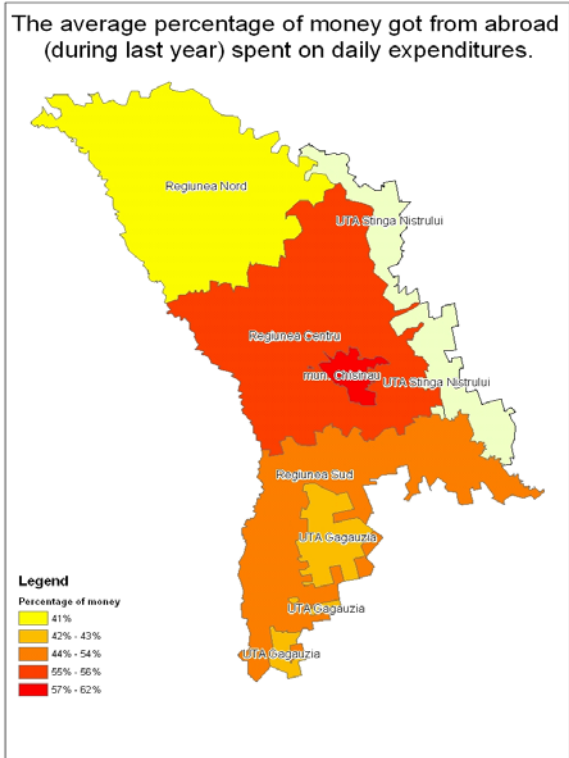 The average percentage of money got from abroad
(during last year) spent on daily expenditures.
Regiunea Nord
UTA Stinga Nistrului
Regiunea Centru
mun. Chisinau
UTA Stinga Nistrului
Regiunea Sud
UTA Gagauzia
UTA Gagauzia
UTA Gagauzia
Legend
Percentage of money
41%
42% - 43%
44% - 54%
55% - 56%
57% - 62%